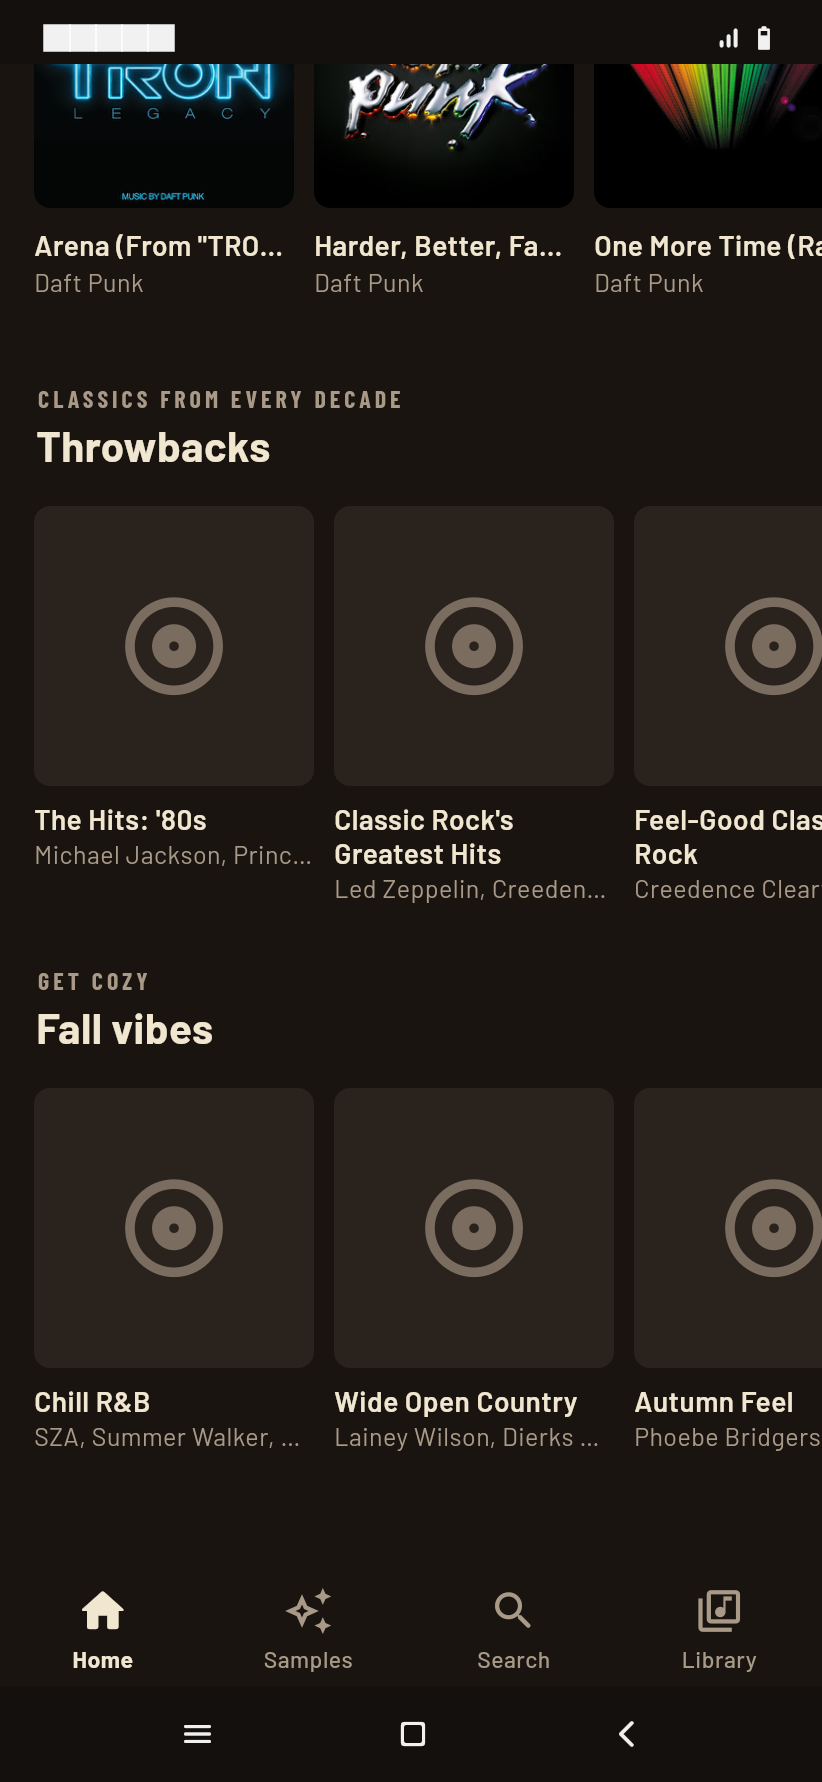 TRON
LEGACY
MUSIC BY DAFT PUNK
punk
Arena (From "TRO...
Harder, Better, Fa...
One More Time (Ra
Daft Punk
Daft Punk
Daft Punk
CLASSICS FROM EVERY DECADE
Throwbacks
The Hits: '80s
Michael Jackson, Princ...
Classic Rock's
Greatest Hits
Led Zeppelin, Creeden...
Feel-Good Clas
Rock
Creedence Clear
GET COZY
Fall vibes
Chill R&B
SZA, Summer Walker, ...
Wide Open Country
Lainey Wilson, Dierks ...
Autumn Feel
Phoebe Bridgers
Home
Samples
Search
Library